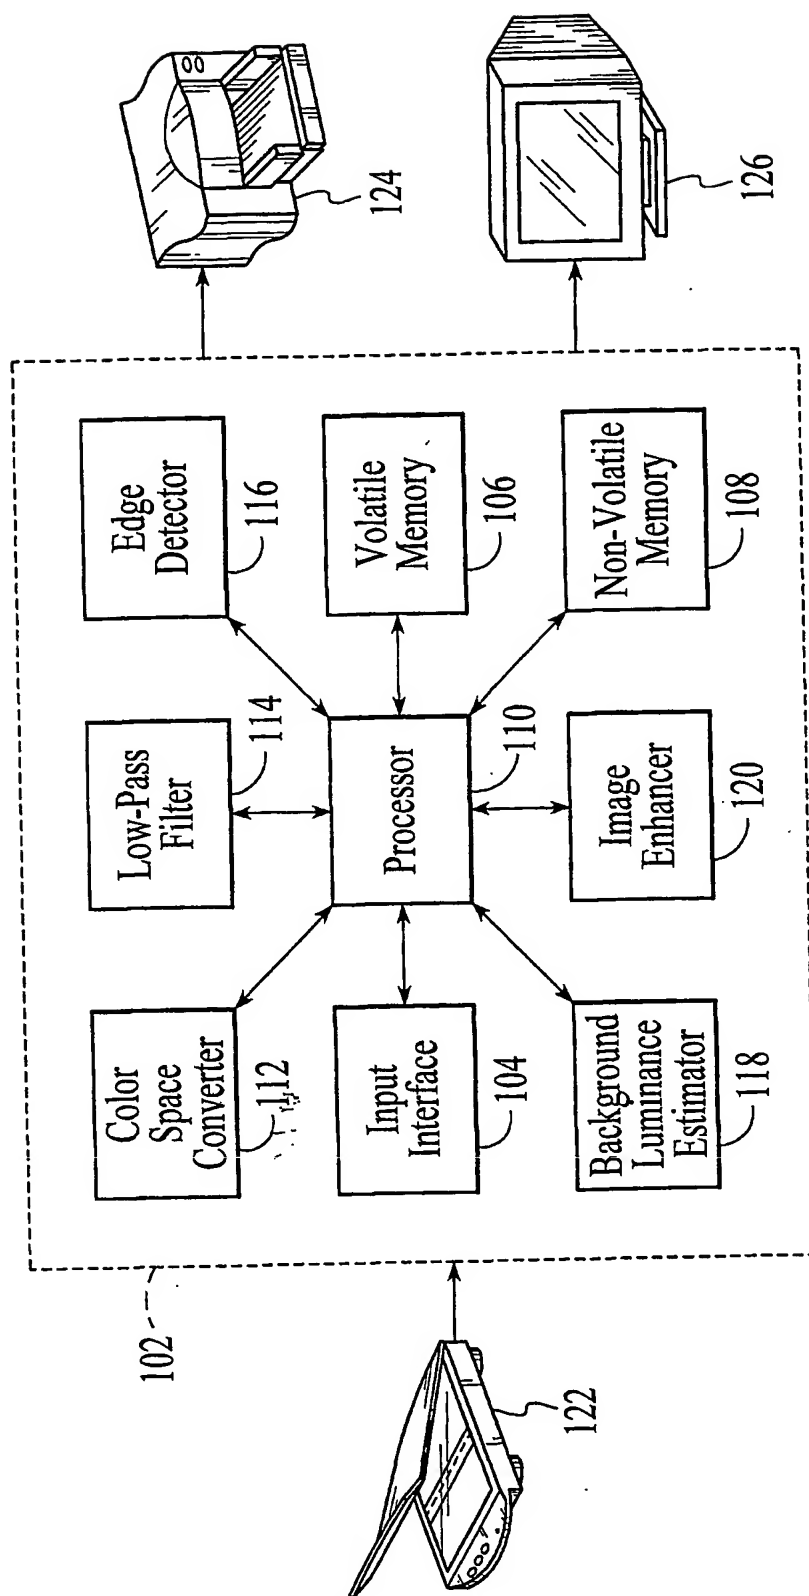 102
Color
Space
Converter
112
Low-Pass
Filter
114
Edge
Detector
116
124
Input
Interface
104
Processor
110
Volatile
Memory
106
122
Background
Luminance
Estimator
118
Image
Enhancer
120
Non-Volatile
Memory
108
126